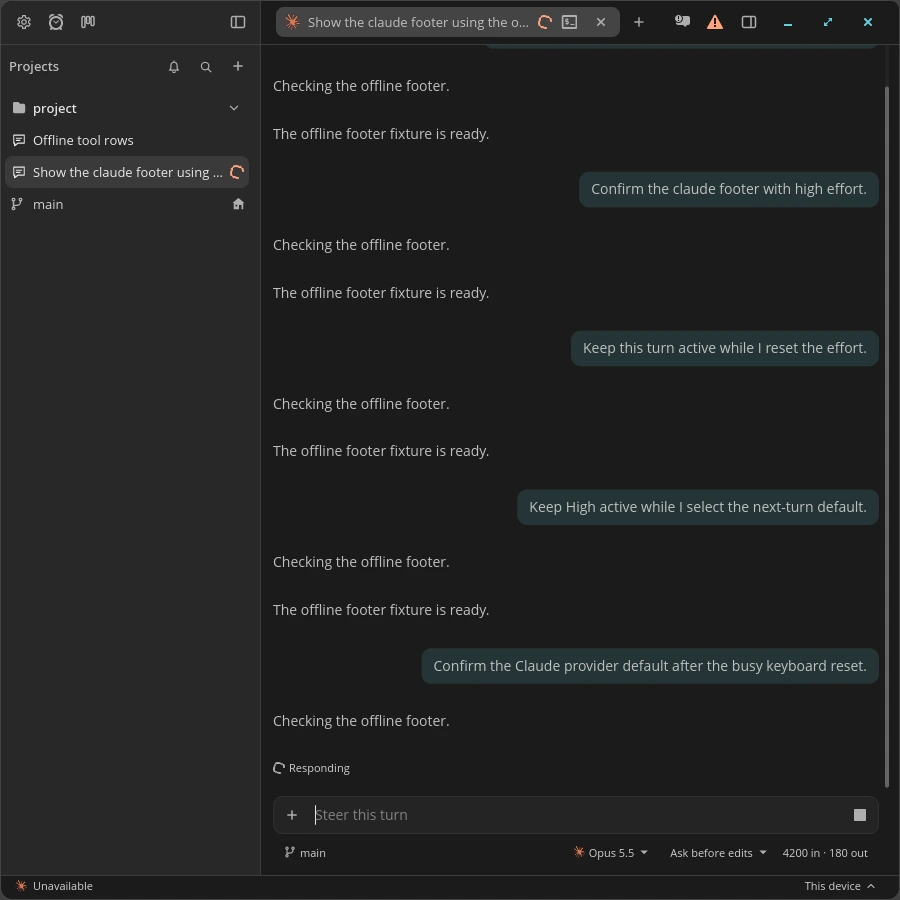 Show the claude footer using the o...
Projects
project
Offline tool rows
Show the claude footer using ...
main
Checking the offline footer.
The offline footer fixture is ready.
Confirm the claude footer with high effort.
Checking the offline footer.
The offline footer fixture is ready.
Keep this turn active while I reset the effort.
Checking the offline footer.
The offline footer fixture is ready.
Keep High active while I select the next-turn default.
Checking the offline footer.
The offline footer fixture is ready.
Confirm the Claude provider default after the busy keyboard reset.
Checking the offline footer.
Responding
Steer this turn
main
Opus 5.5
Ask before edits
4200 in · 180 out
Unavailable
This device